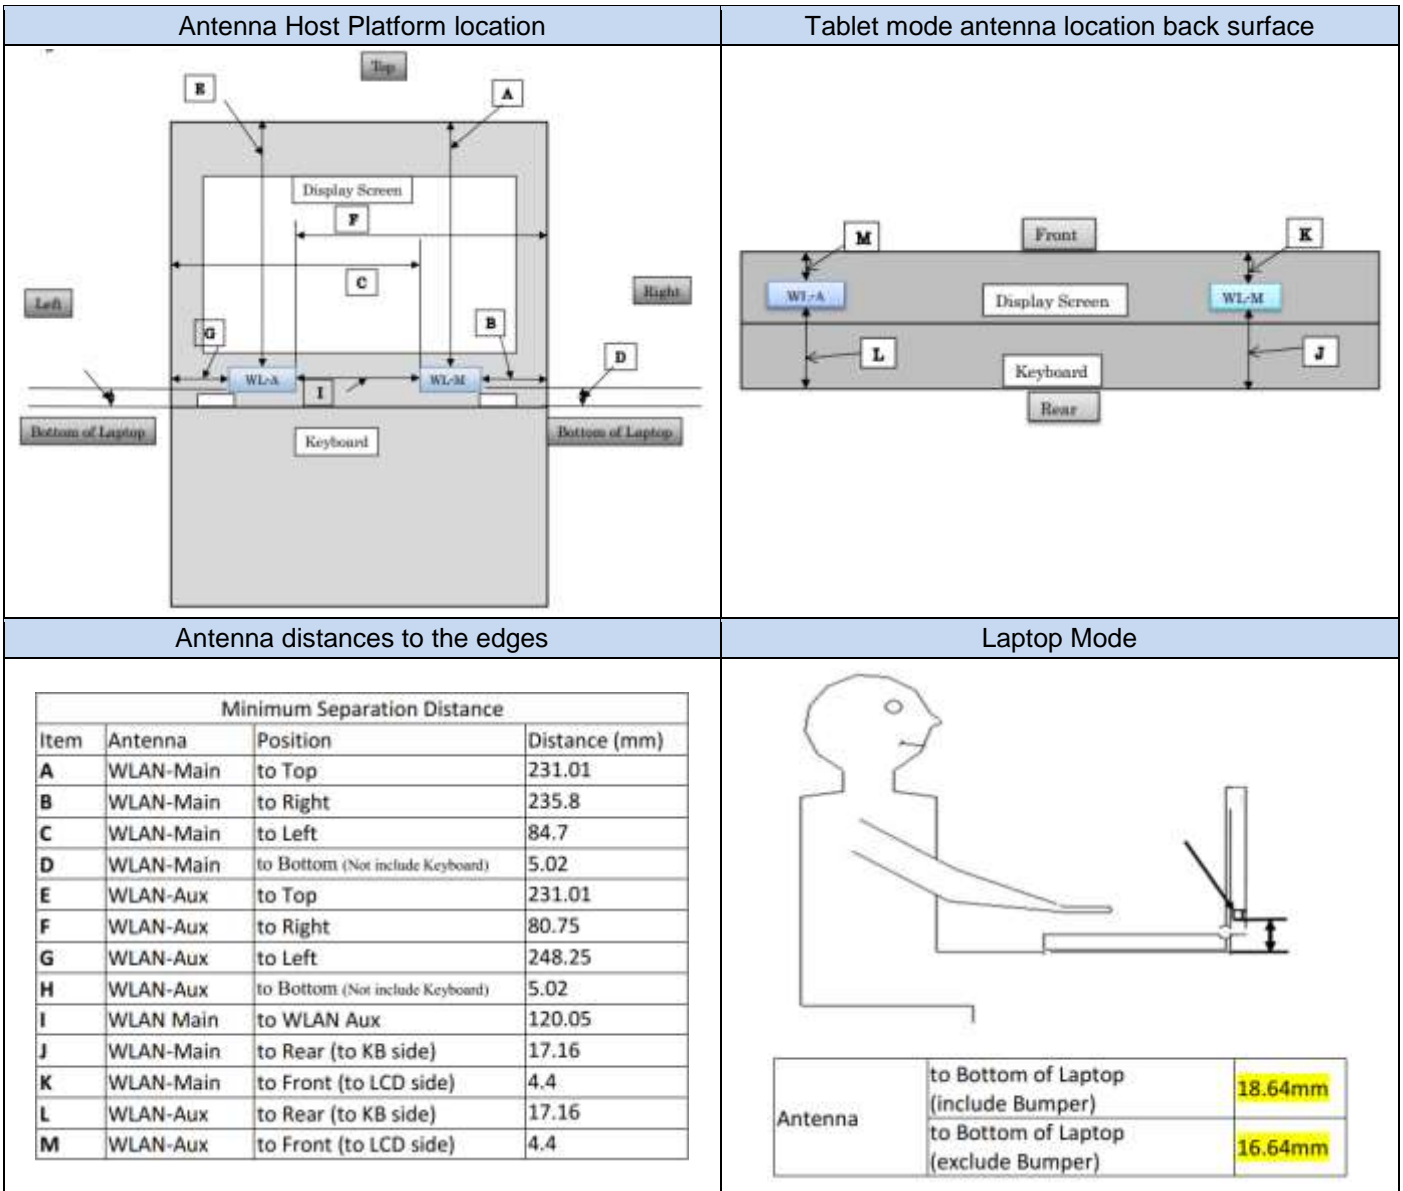 Antenna Host Platform location
Tablet mode antenna location back surface
Top
E
A
Display Screen
F
C
Left
Right
G
B
D
WL-A
WL-M
I
Bottom of Laptop
Bottom of Laptop
Keyboard
Front
M
K
WL-A
Display Screen
WL-M
L
J
Keyboard
Rear
Antenna distances to the edges
Laptop Mode
Minimum Separation Distance
Item Antenna Position Distance (mm)
A WLAN-Main to Top 231.01
B WLAN-Main to Right 235.8
C WLAN-Main to Left 84.7
D WLAN-Main to Bottom (Not include Keyboard) 5.02
E WLAN-Aux to Top 231.01
F WLAN-Aux to Right 80.75
G WLAN-Aux to Left 248.25
H WLAN-Aux to Bottom (Not include Keyboard) 5.02
I WLAN Main to WLAN Aux 120.05
J WLAN-Main to Rear (to KB side) 17.16
K WLAN-Main to Front (to LCD side) 4.4
L WLAN-Aux to Rear (to KB side) 17.16
M WLAN-Aux to Front (to LCD side) 4.4
Antenna
to Bottom of Laptop
(include Bumper)
18.64mm
to Bottom of Laptop
(exclude Bumper)
16.64mm